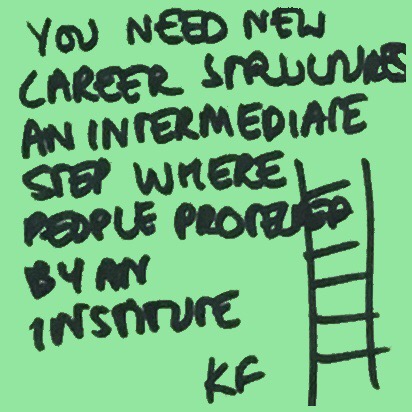 YOU NEED NEW
CAREER STRUCTURES
AN INTERMEDIATE
STEP WHERE
PEOPLE PROTECTED
BY AN
INSTITUTE
KF